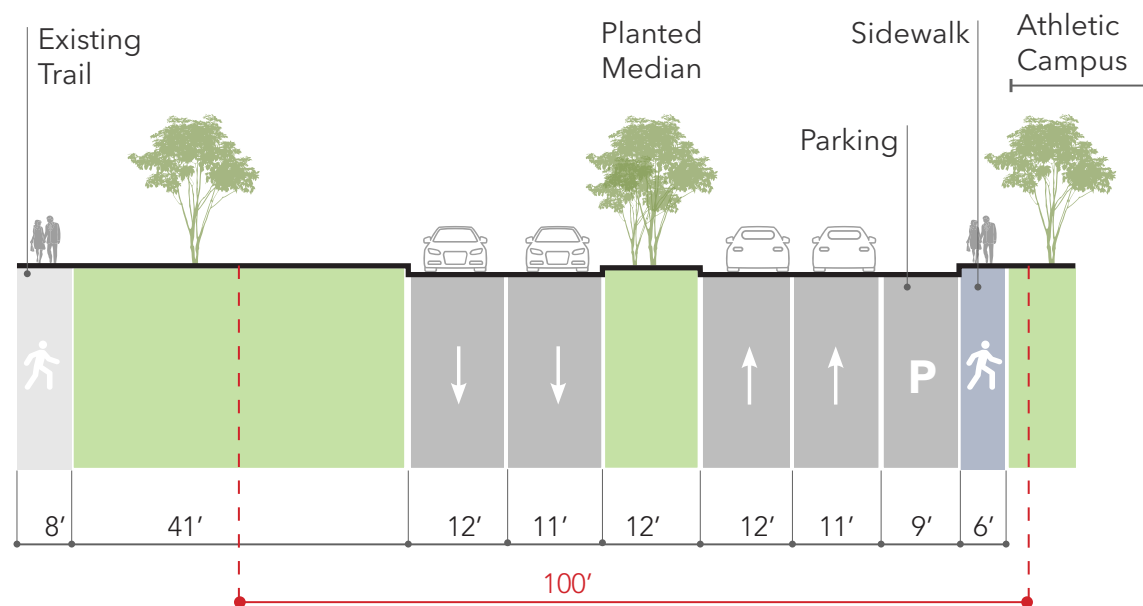 Existing
Trail
Planted
Median
Sidewalk
Athletic
Campus
Parking
P
8′
41′
12′
11′
12′
12′
11′
9′
6′
100′